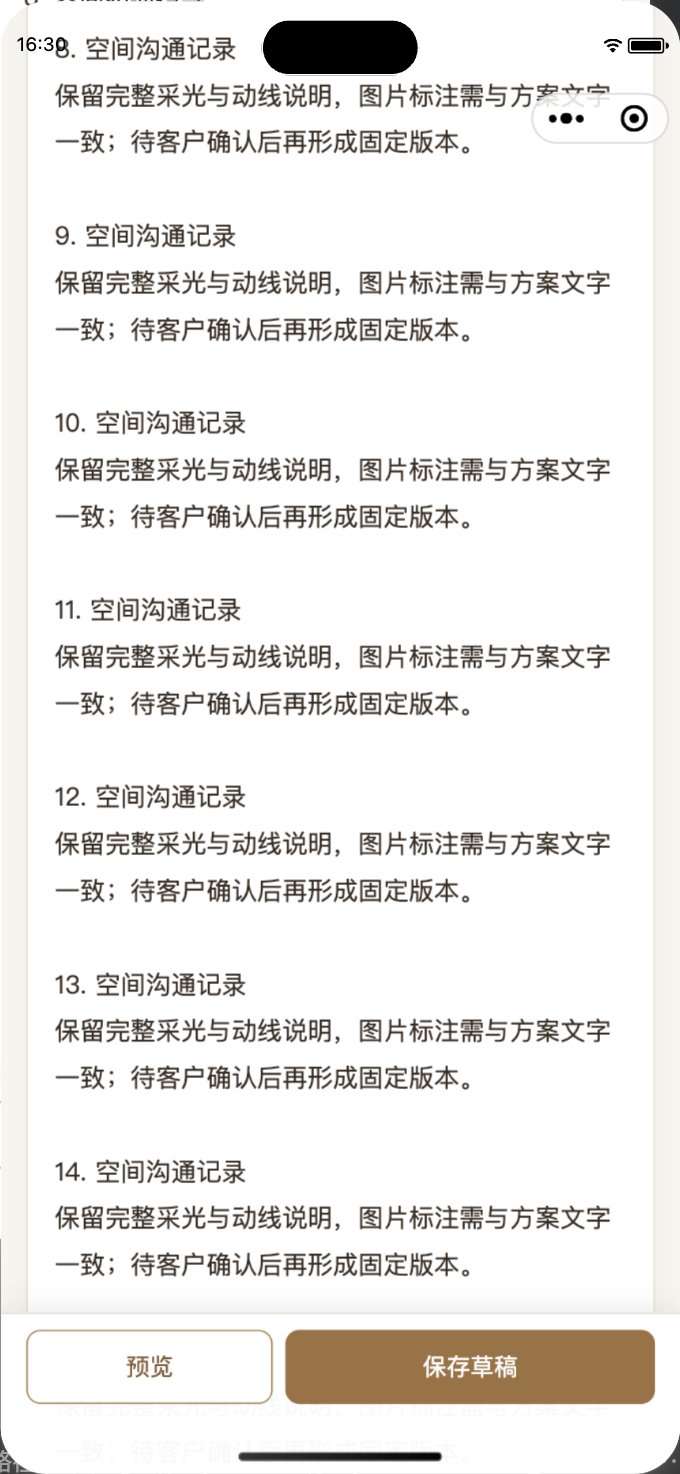 16:30
8. 空间沟通记录
保留完整采光与动线说明，图片标注需与方案文字
一致；待客户确认后再形成固定版本。
9. 空间沟通记录
保留完整采光与动线说明，图片标注需与方案文字
一致；待客户确认后再形成固定版本。
10. 空间沟通记录
保留完整采光与动线说明，图片标注需与方案文字
一致；待客户确认后再形成固定版本。
11. 空间沟通记录
保留完整采光与动线说明，图片标注需与方案文字
一致；待客户确认后再形成固定版本。
12. 空间沟通记录
保留完整采光与动线说明，图片标注需与方案文字
一致；待客户确认后再形成固定版本。
13. 空间沟通记录
保留完整采光与动线说明，图片标注需与方案文字
一致；待客户确认后再形成固定版本。
14. 空间沟通记录
保留完整采光与动线说明，图片标注需与方案文字
一致；待客户确认后再形成固定版本。
预览
保存草稿